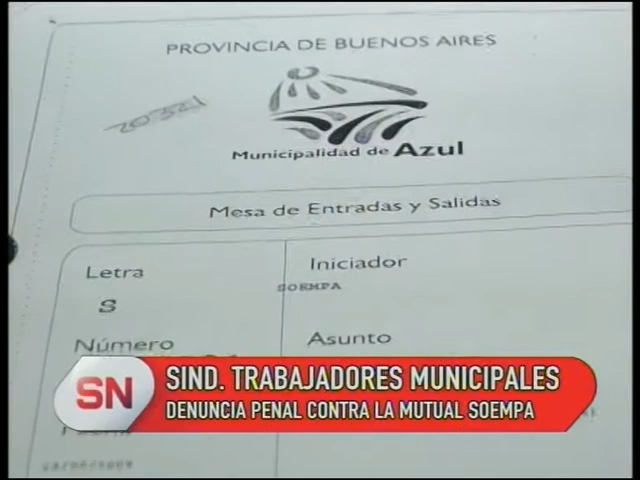 PROVINCIA DE BUENOS AIRES
20321
Municipalidad de Azul
Mesa de Entradas y Salidas
Letra
S
Iniciador
SOEMPA
Número
Asunto
SN
SIND. TRABAJADORES MUNICIPALES
DENUNCIA PENAL CONTRA LA MUTUAL SOEMPA